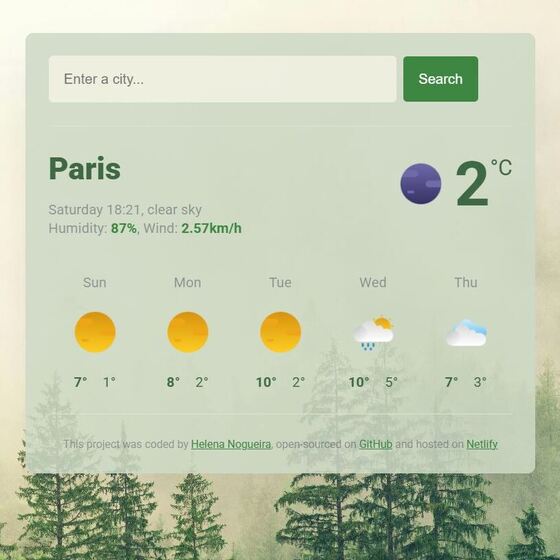 Enter a city... Search
Paris 2°C
Saturday 18:21, clear sky
Humidity: 87%, Wind: 2.57km/h
Sun Mon Tue Wed Thu
7° 1° 8° 2° 10° 2° 10° 5° 7° 3°
This project was coded by Helena Nogueira, open-sourced on GitHub and hosted on Netlify